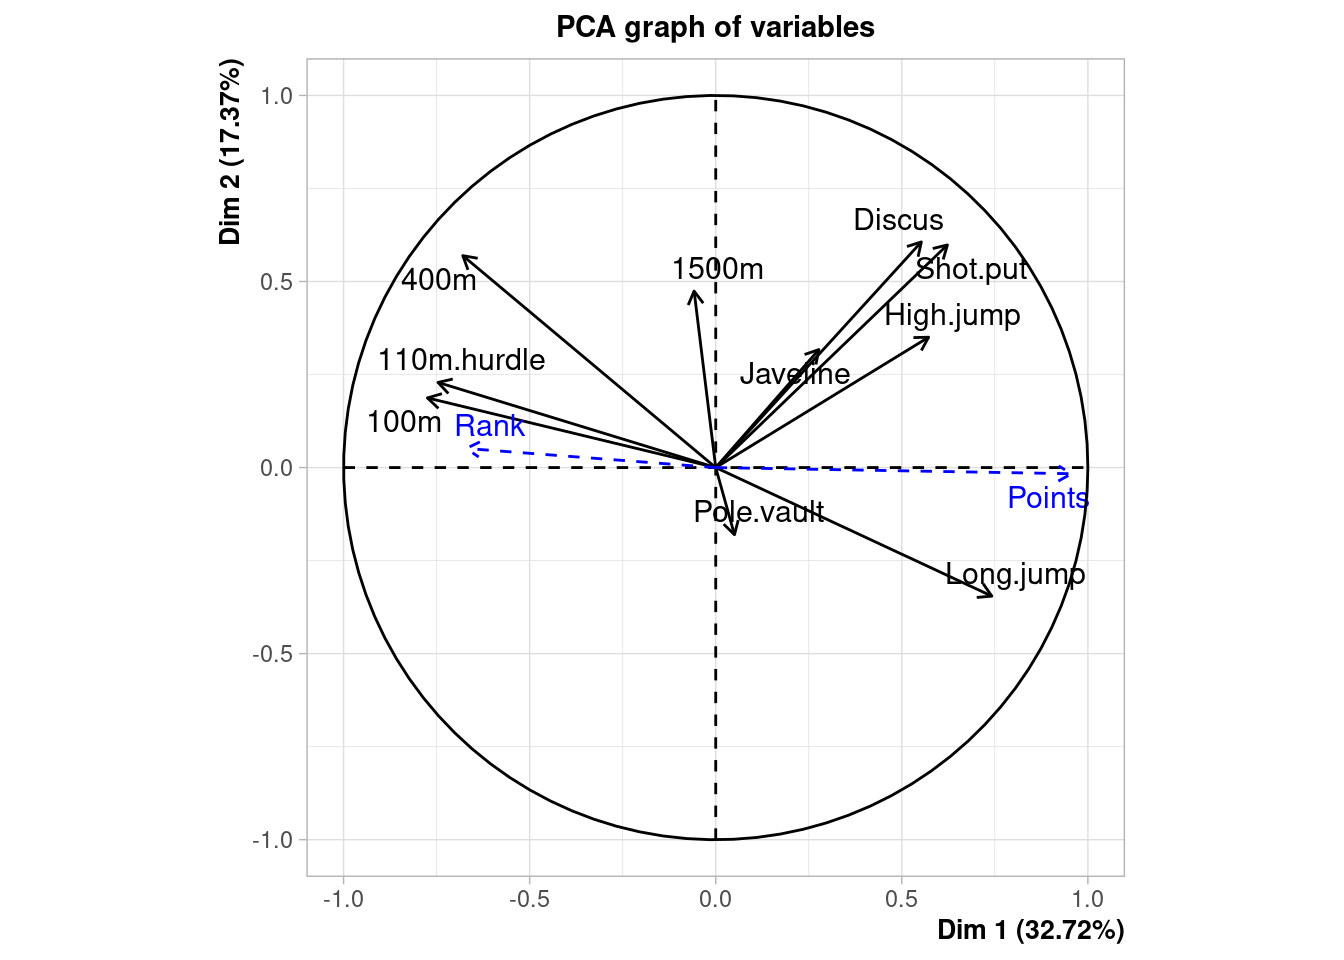 PCA graph of variables
Dim 2 (17.37%)
1.0
0.5
0.0
-0.5
-1.0
Discus
Shot.put
400m
1500m
High.jump
110m.hurdle
Javeline
100m
Rank
Points
Pole.vault
Long.jump
-1.0
-0.5
0.0
0.5
1.0
Dim 1 (32.72%)